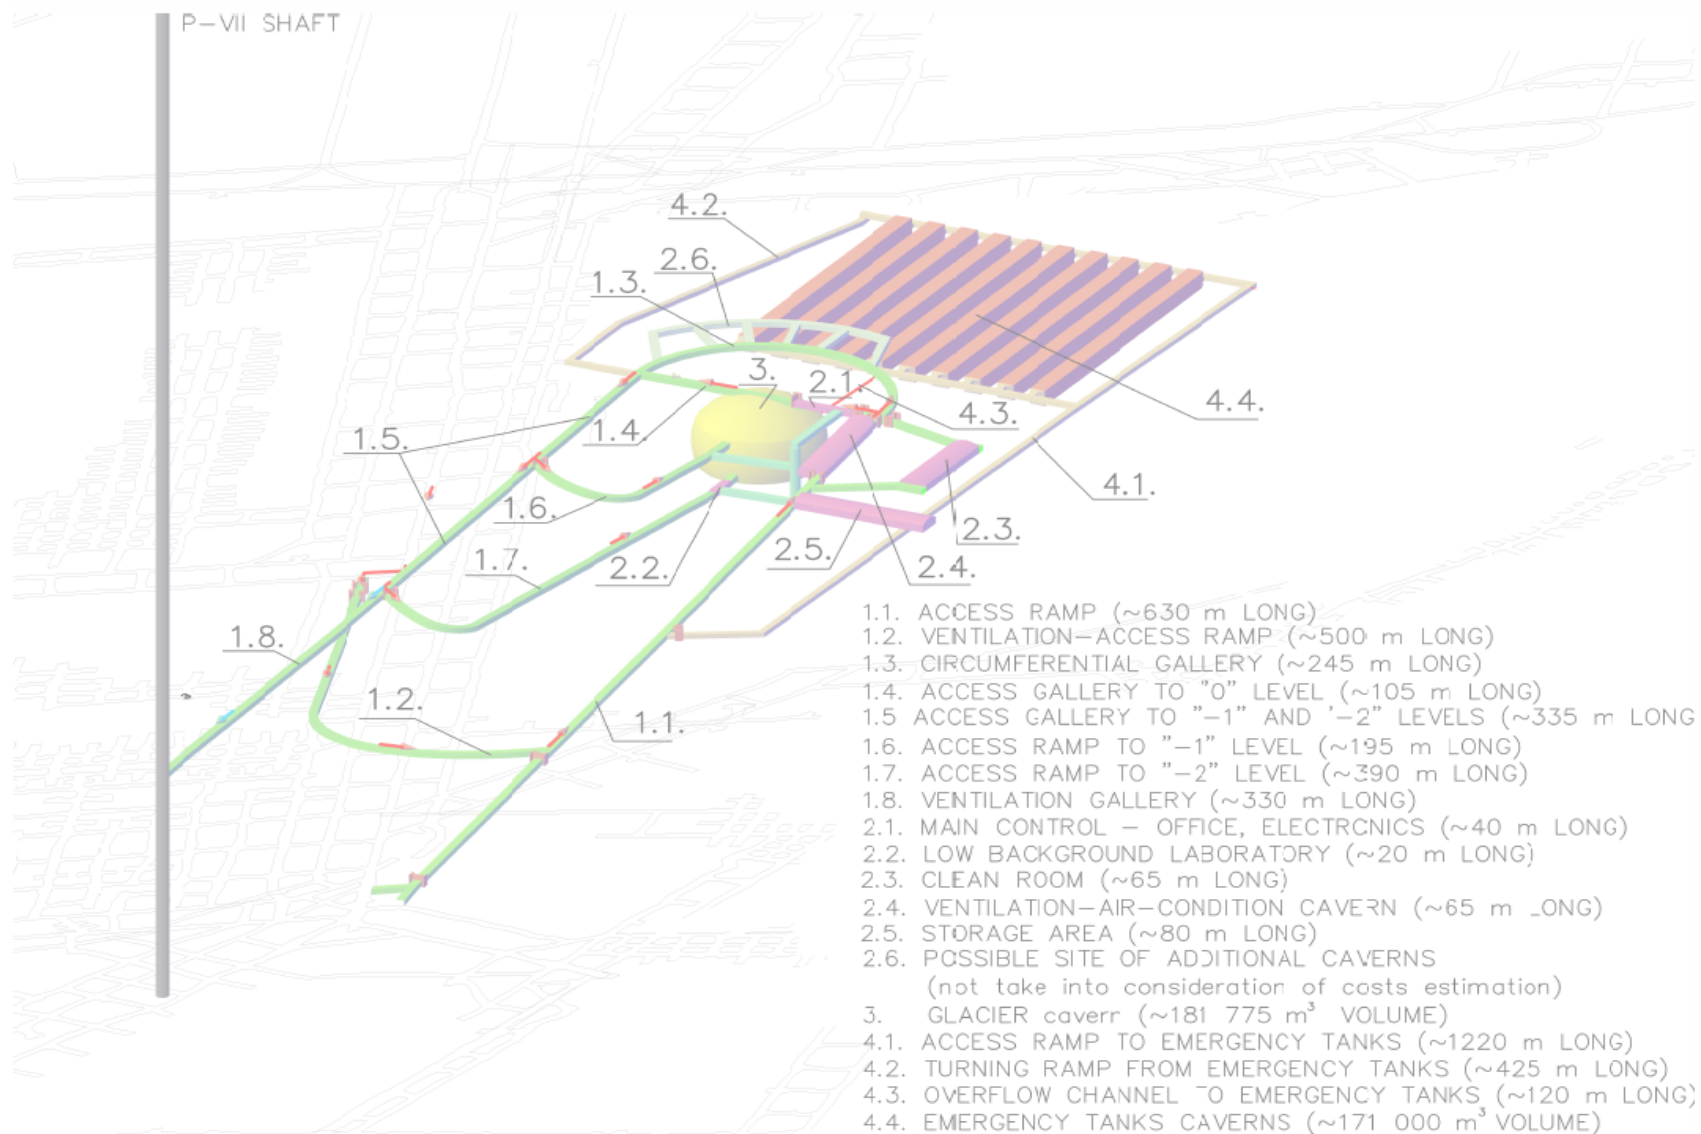 P-VII SHAFT
4.2.
2.6.
1.3.
3.
2.1.
4.3.
4.4.
1.5.
1.4.
4.1.
1.6.
2.3.
1.7.
2.2.
2.5.
2.4.
1.8.
1.2.
1.1.
1.1. ACCESS RAMP (~630 m LONG)
1.2. VENTILATION-ACCESS RAMP (~500 m LONG)
1.3. CIRCUMFERENTIAL GALLERY (~245 m LONG)
1.4. ACCESS GALLERY TO "0" LEVEL (~105 m LONG)
1.5 ACCESS GALLERY TO "-1" AND '-2" LEVELS (~335 m LONG
1.6. ACCESS RAMP TO "-1" LEVEL (~195 m LONG)
1.7. ACCESS RAMP TO "-2" LEVEL (~390 m LONG)
1.8. VENTILATION GALLERY (~330 m LONG)
2.1. MAIN CONTROL - OFFICE, ELECTRONICS (~40 m LONG)
2.2. LOW BACKGROUND LABORATORY (~20 m LONG)
2.3. CLEAN ROOM (~65 m LONG)
2.4. VENTILATION-AIR-CONDITION CAVERN (~65 m LONG)
2.5. STORAGE AREA (~80 m LONG)
2.6. POSSIBLE SITE OF ADDITIONAL CAVERNS
(not take into consideration of costs estimation)
3. GLACIER cavern (~181 775 m³ VOLUME)
4.1. ACCESS RAMP TO EMERGENCY TANKS (~1220 m LONG)
4.2. TURNING RAMP FROM EMERGENCY TANKS (~425 m LONG)
4.3. OVERFLOW CHANNEL TO EMERGENCY TANKS (~120 m LONG)
4.4. EMERGENCY TANKS CAVERNS (~171 000 m³ VOLUME)